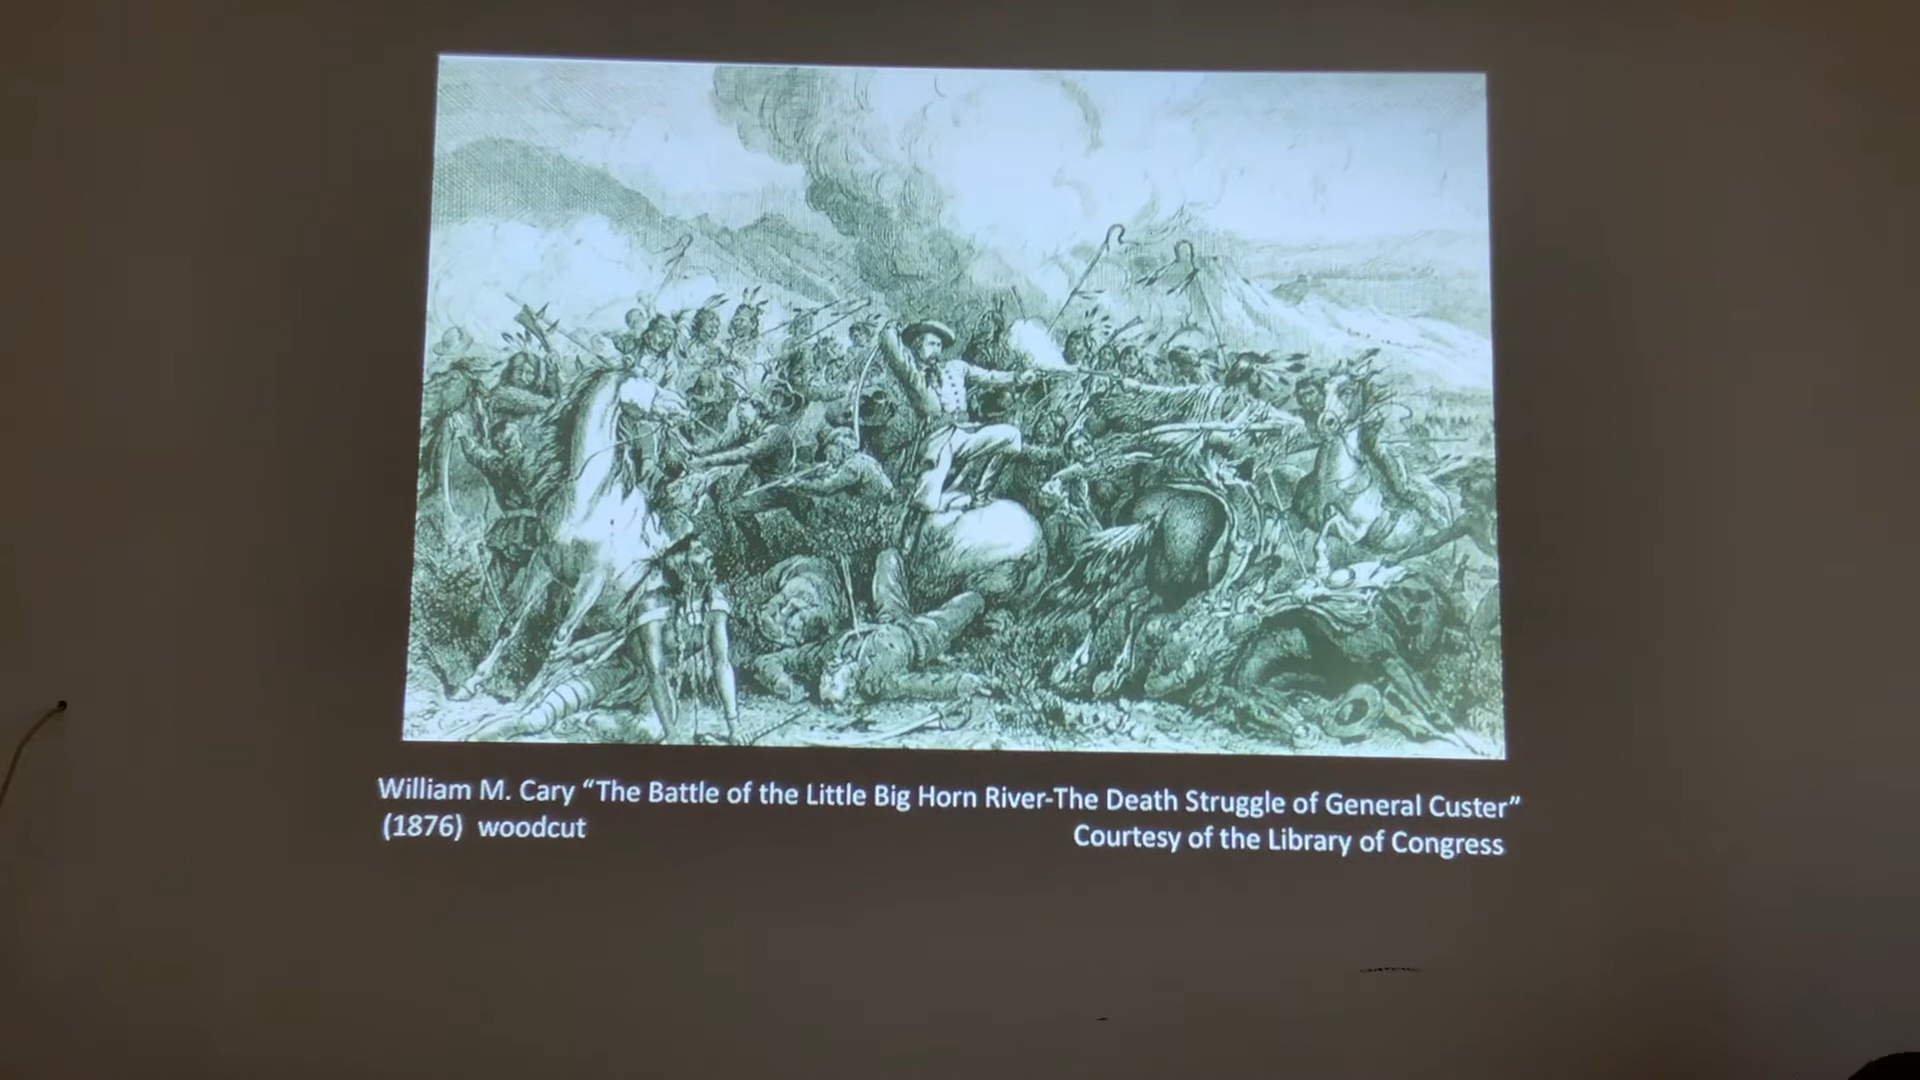 William M. Cary “The Battle of the Little Big Horn River-The Death Struggle of General Custer”
(1876) woodcut
Courtesy of the Library of Congress